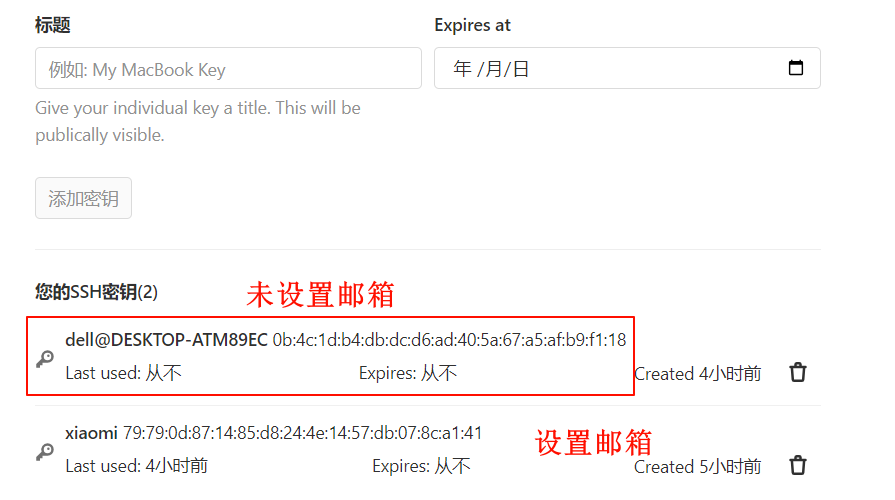 标题
Expires at
例如: My MacBook Key
年 /月/日
Give your individual key a title. This will be
publically visible.
添加密钥
您的SSH密钥(2)
未设置邮箱
dell@DESKTOP-ATM89EC 0b:4c:1d:b4:db:dc:d6:ad:40:5a:67:a5:af:b9:f1:18
Last used: 从不
Expires: 从不
Created 4小时前
xiaomi 79:79:0d:87:14:85:d8:24:4e:14:57:db:07:8c:a1:41
设置邮箱
Last used: 4小时前
Expires: 从不
Created 5小时前